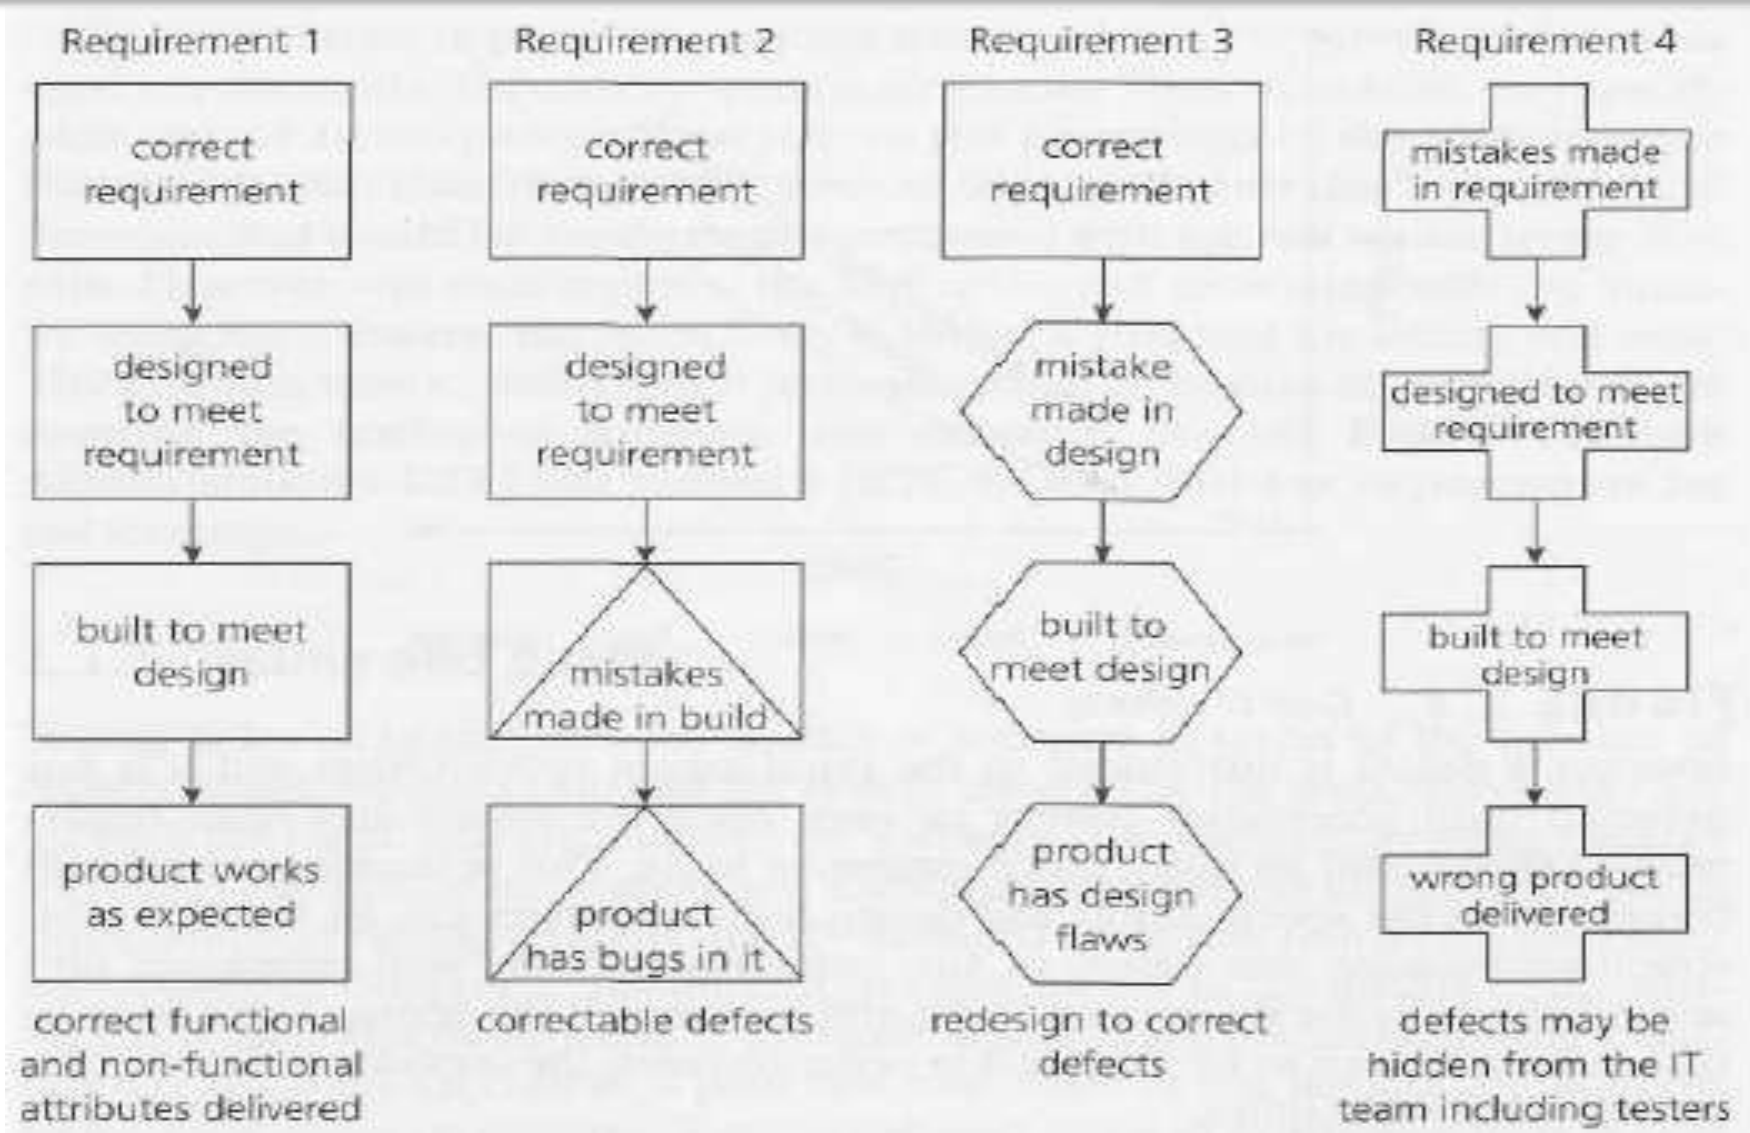 Requirement 1
correct
requirement
designed
to meet
requirement
built to meet
design
product works
as expected
correct functional
and non-functional
attributes delivered
Requirement 2
correct
requirement
designed
to meet
requirement
mistakes
made in build
product
has bugs in it
correctable defects
Requirement 3
correct
requirement
mistake
made in
design
built to
meet design
product
has design
flaws
redesign to correct
defects
Requirement 4
mistakes made
in requirement
designed to meet
requirement
built to meet
design
wrong product
delivered
defects may be
hidden from the IT
team including testers